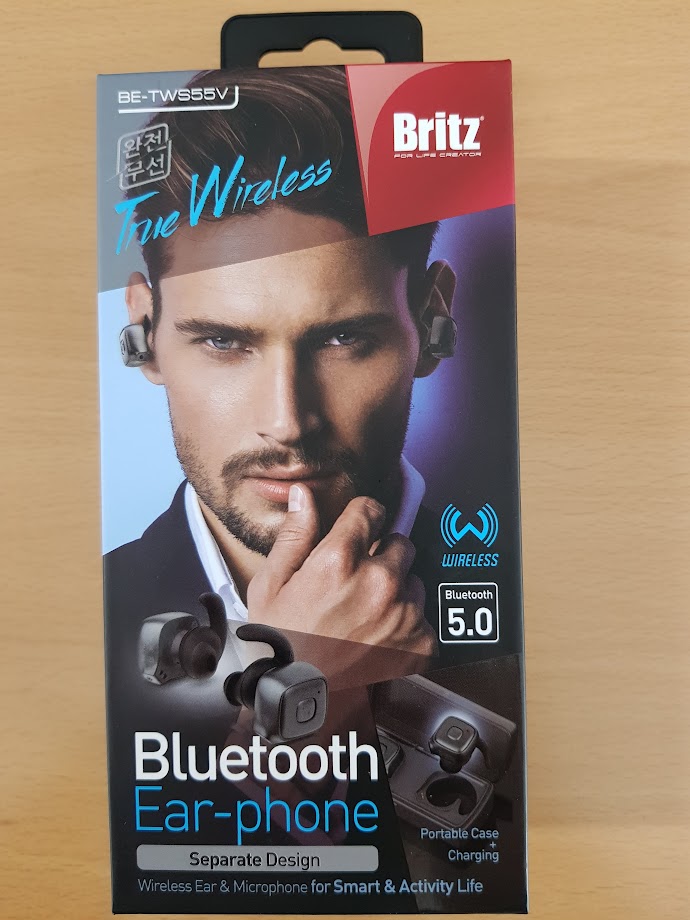 BE-TWS55V
Britz
FOR LIFE CREATOR
완전
무선
True Wireless
W
WIRELESS
Bluetooth
5.0
Bluetooth
Ear-phone
Separate Design
Portable Case
+
Charging
Wireless Ear & Microphone for Smart & Activity Life